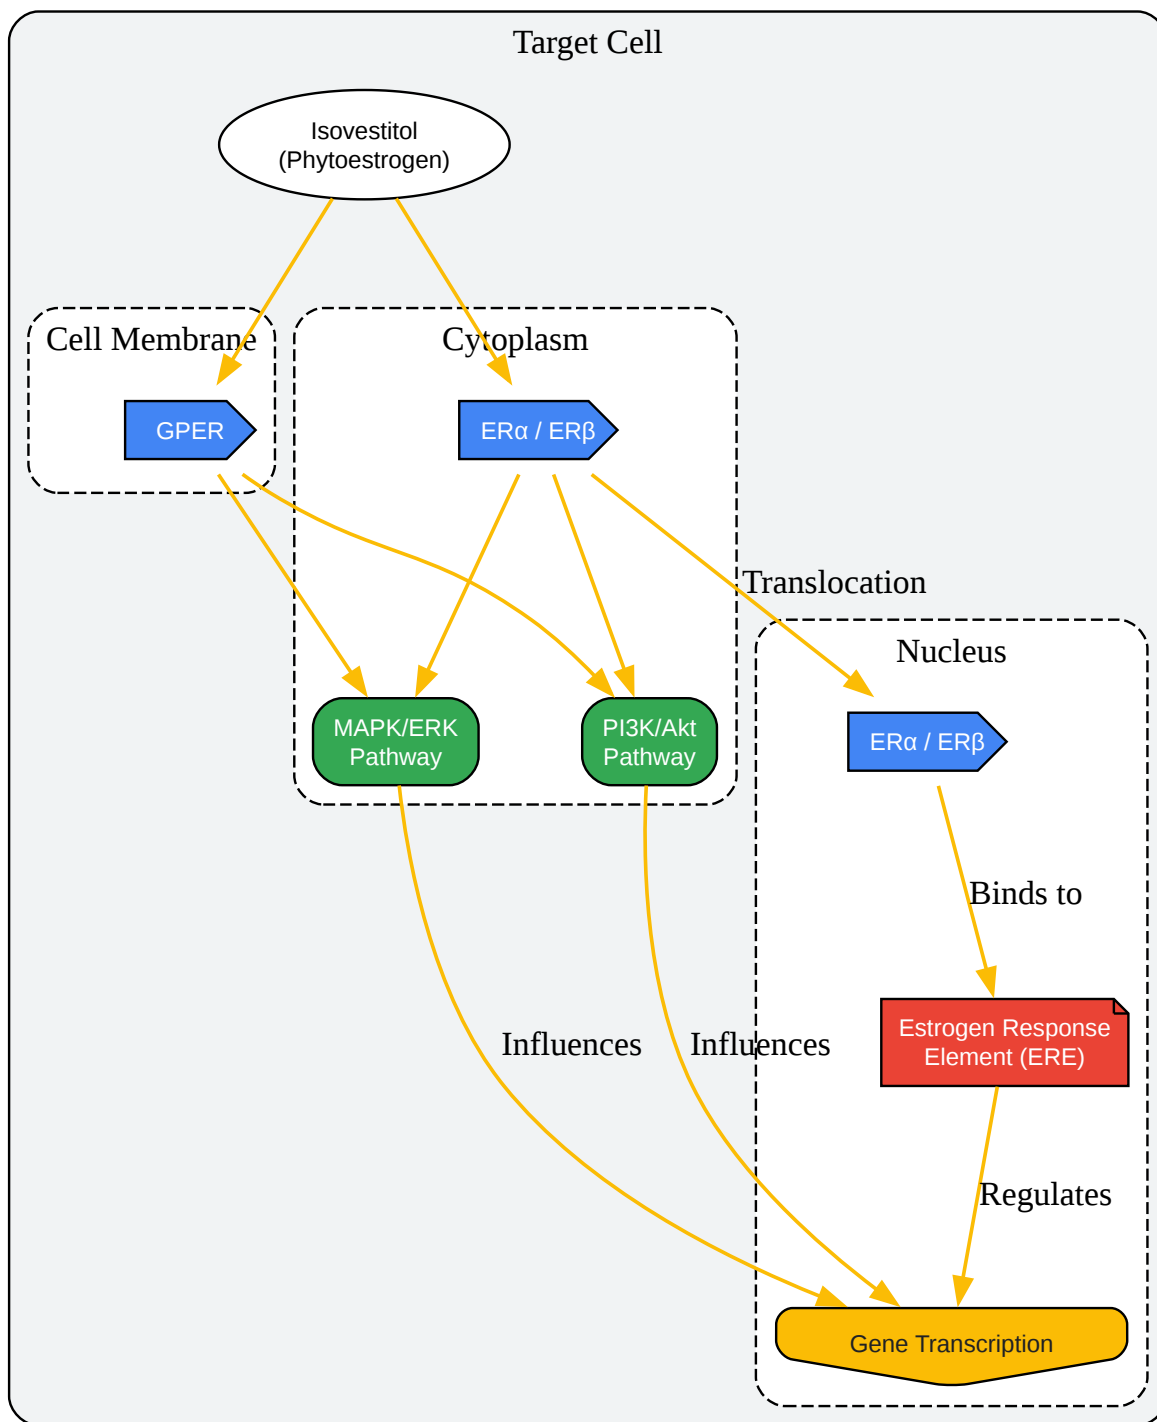 Target Cell
Isovestitol
(Phytoestrogen)
Cell Membrane
Cytoplasm
GPER
ERα / ERβ
Translocation
Nucleus
MAPK/ERK
Pathway
PI3K/Akt
Pathway
ERα / ERβ
Binds to
Estrogen Response
Element (ERE)
Influences
Influences
Regulates
Gene Transcription